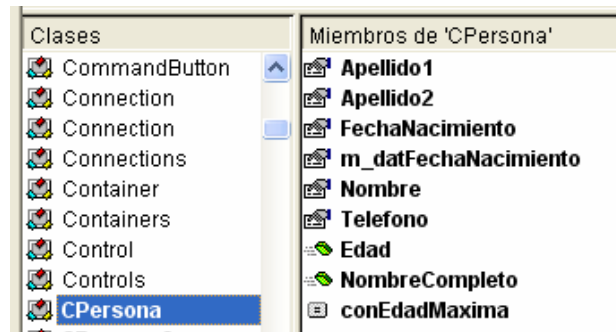 Clases
CommandButton
Connection
Connection
Connections
Container
Containers
Control
Controls
CPersona
Miembros de 'CPersona'
Apellido1
Apellido2
FechaNacimiento
m_datFechaNacimiento
Nombre
Telefono
Edad
NombreCompleto
conEdadMaxima